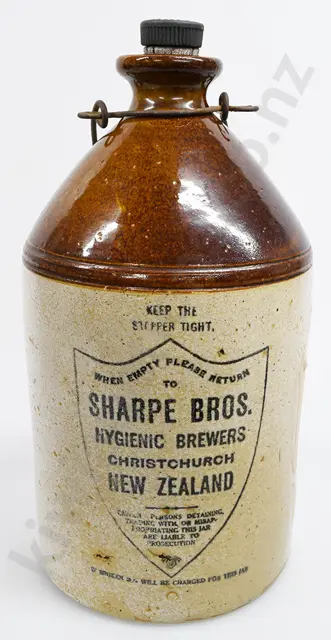 KEEP THE
STOPPER TIGHT.
WHEN EMPTY PLEASE RETURN
TO
SHARPE BROS.
HYGIENIC BREWERS
CHRISTCHURCH
NEW ZEALAND
PERSONS DETAINING,
TRADING WITH, OR MISAP-
PROPRIATING THIS JAR
ARE LIABLE TO
PROSECUTION
IF BROKEN 2/- WILL BE CHARGED FOR THIS JAR